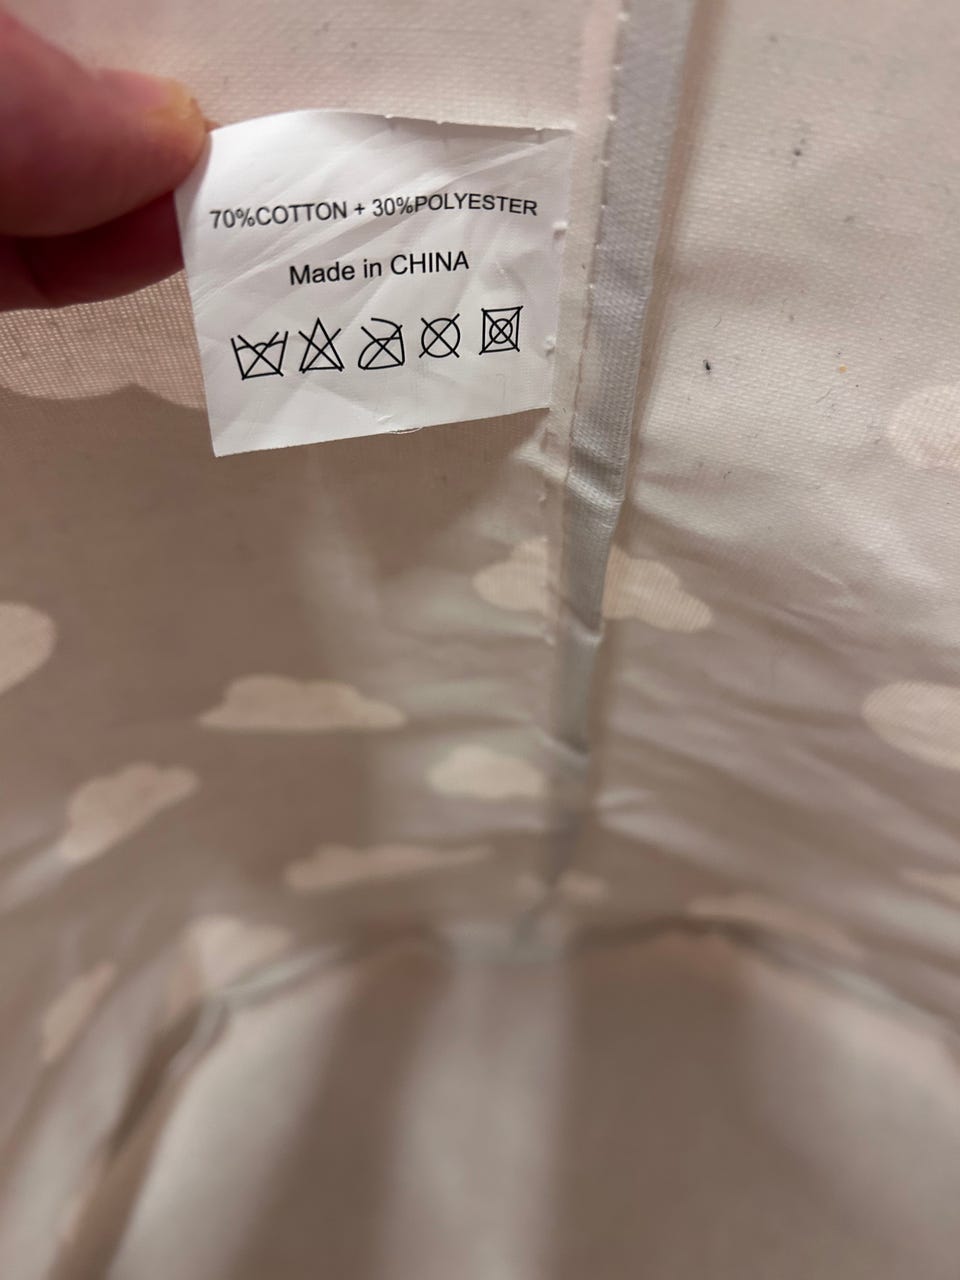 70%COTTON + 30%POLYESTER
Made in CHINA